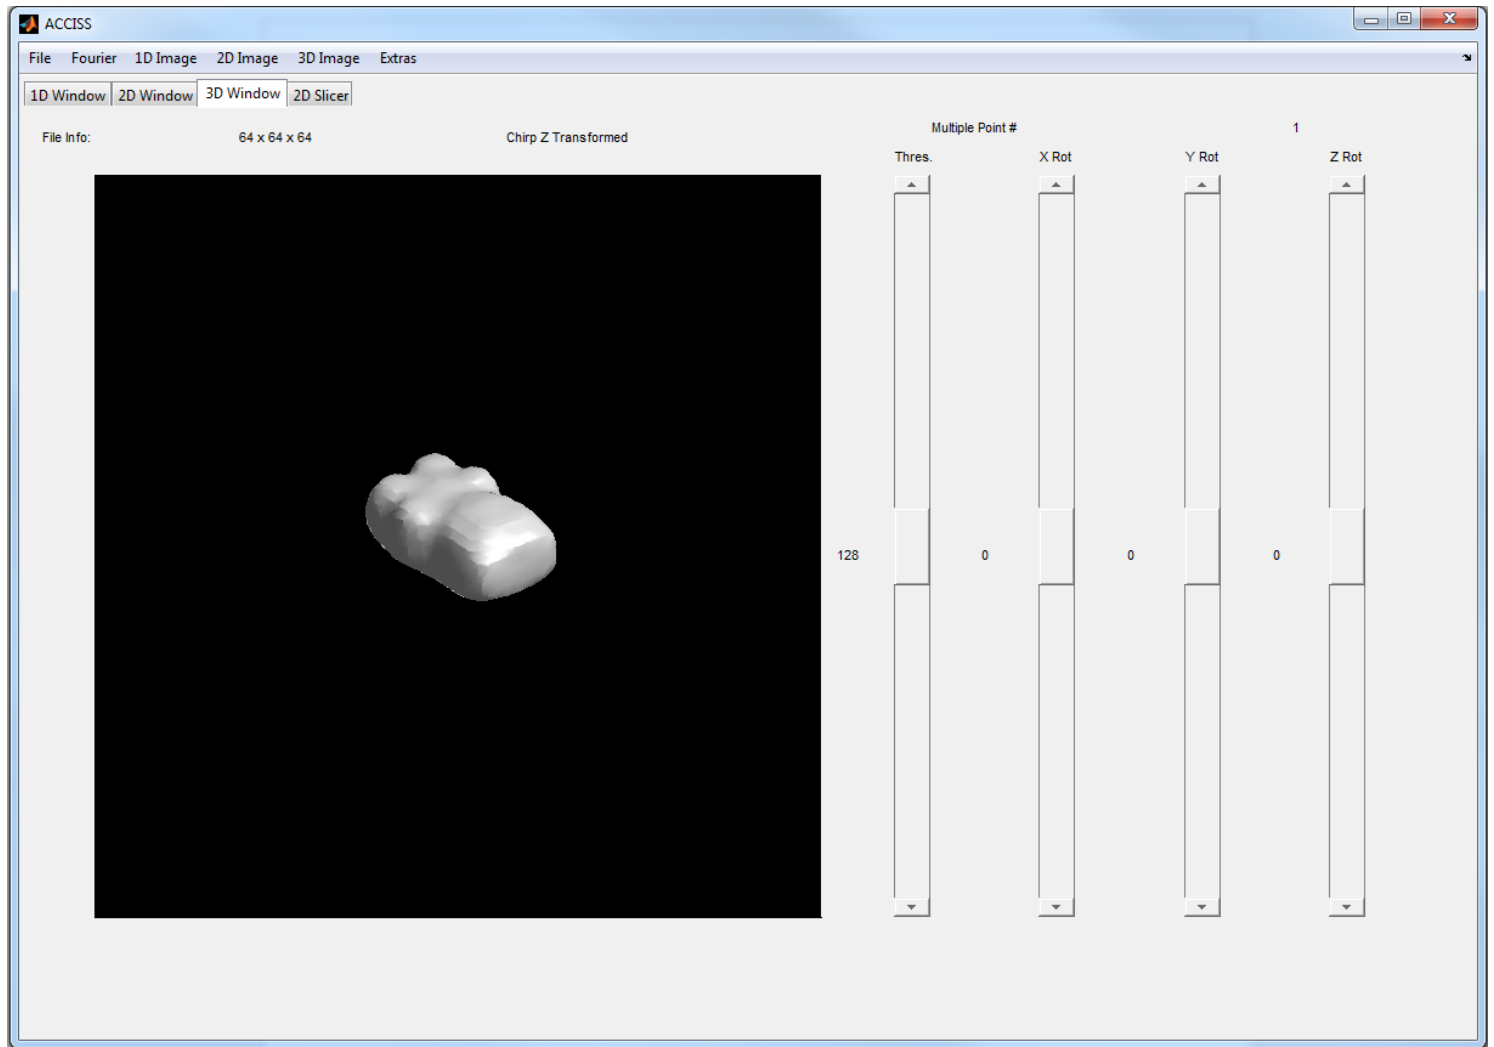 ACCISS
File Fourier 1D Image 2D Image 3D Image Extras
1D Window 2D Window 3D Window 2D Slicer
File Info: 64 x 64 x 64 Chirp Z Transformed
Multiple Point # 1
Thres. X Rot Y Rot Z Rot
128 0 0 0